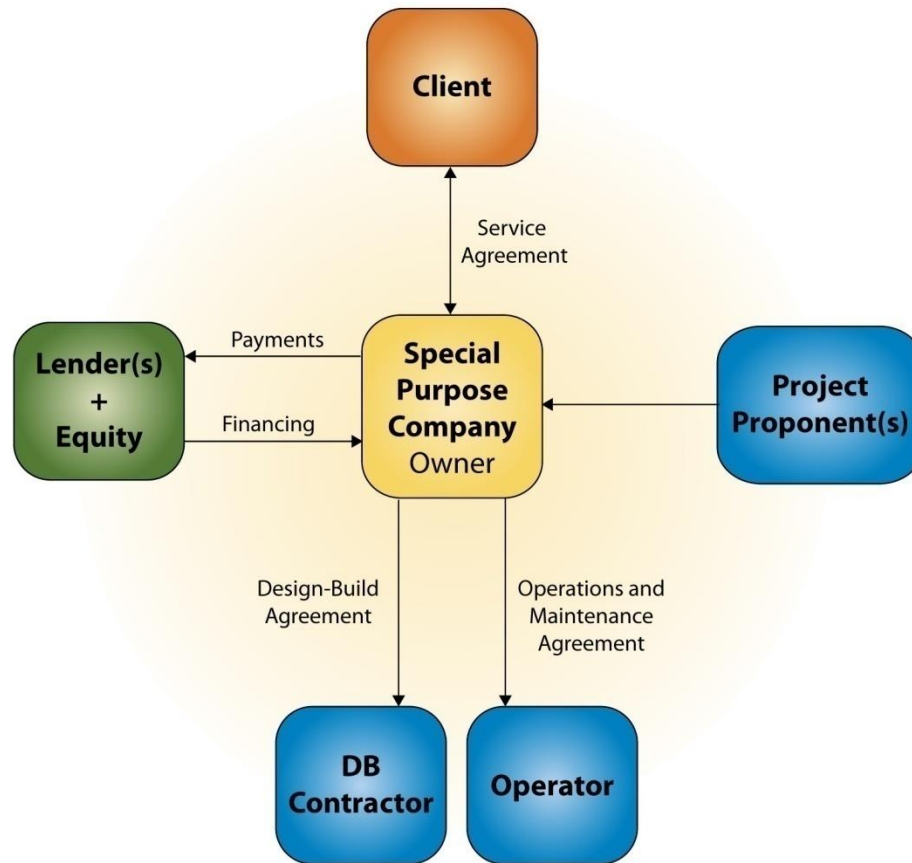 Client
Service
Agreement
Payments
Financing
Lender(s)
+
Equity
Special
Purpose
Company
Owner
Project
Proponent(s)
Design-Build
Agreement
Operations and
Maintenance
Agreement
DB
Contractor
Operator